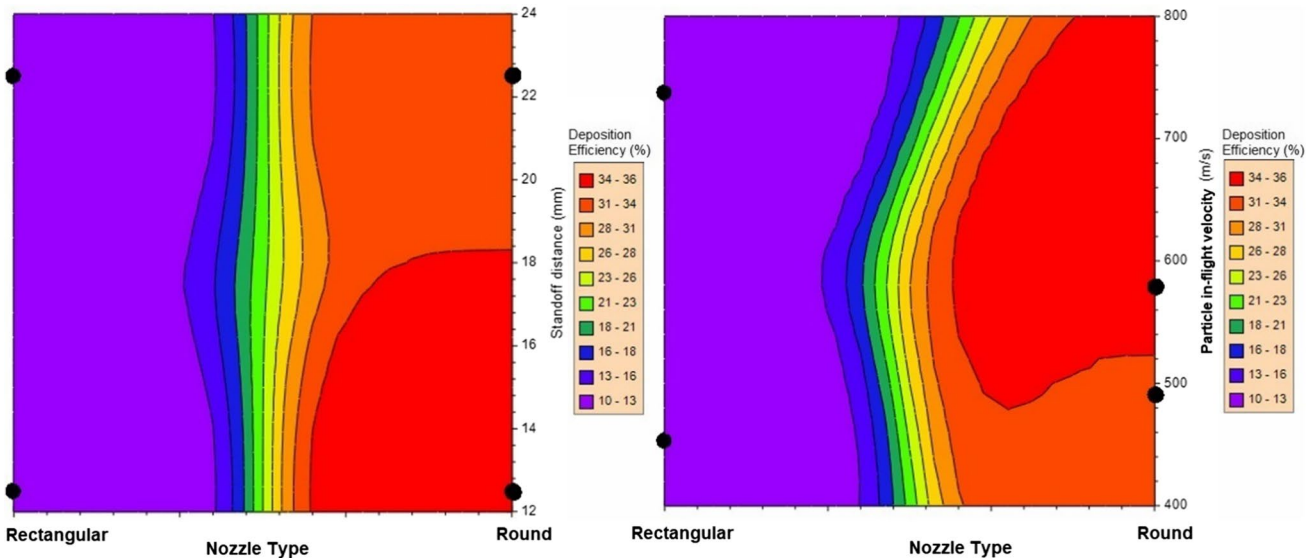 24
22
20
18
16
14
12
Standoff distance (mm)
Deposition
Efficiency (%)
34 - 36
31 - 34
28 - 31
26 - 28
23 - 26
21 - 23
18 - 21
16 - 18
13 - 16
10 - 13
Rectangular
Nozzle Type
Round
800
700
600
500
400
Particle in-flight velocity (m/s)
Deposition
Efficiency (%)
34 - 36
31 - 34
28 - 31
26 - 28
23 - 26
21 - 23
18 - 21
16 - 18
13 - 16
10 - 13
Rectangular
Nozzle Type
Round